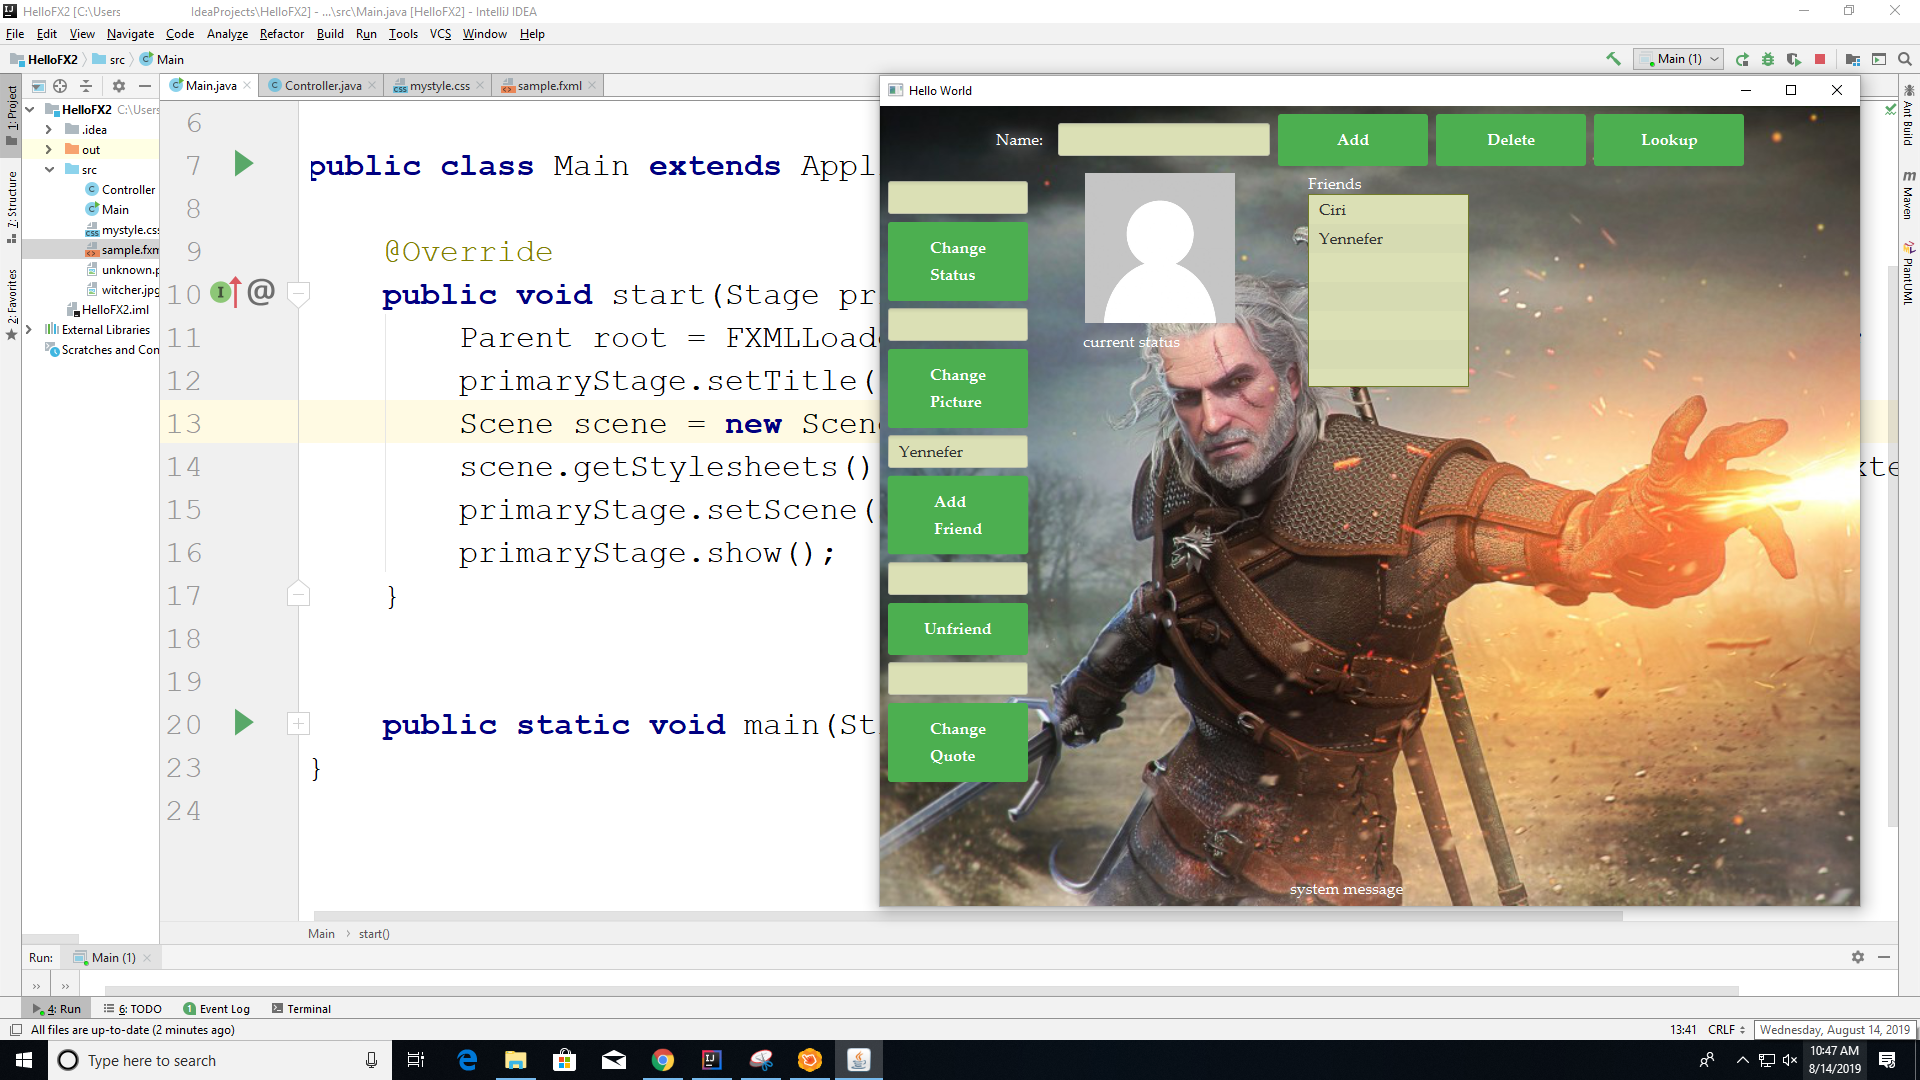 HelloFX2 [C:\Users IdeaProjects\HelloFX2] - ...\src\Main.java [HelloFX2] - IntelliJ IDEA
File Edit View Navigate Code Analyze Refactor Build Run Tools VCS Window Help
HelloFX2 src Main
Main (1)
1: Project
7: Structure
2: Favorites
HelloFX2 C:\Users
.idea
out
src
Controller
Main
mystyle.css
sample.fxm
unknown.p
witcher.jpg
HelloFX2.iml
External Libraries
Scratches and Con
Main.java Controller.java mystyle.css sample.fxml
6
7 public class Main extends Appl
8
9 @Override
10 public void start(Stage pr
11 Parent root = FXMLLoad
12 primaryStage.setTitle(
13 Scene scene = new Scen
14 scene.getStylesheets()
15 primaryStage.setScene(
16 primaryStage.show();
17 }
18
19
20 public static void main(St
23 }
24
Main start()
Hello World
Name: Add Delete Lookup
Change
Status
Change
Picture
Yennefer
Add
Friend
Unfriend
Change
Quote
current status
Friends
Ciri
Yennefer
system message
Ant Build
Maven
PlantUML
Run: Main (1)
4: Run 6: TODO 1 Event Log Terminal
All files are up-to-date (2 minutes ago)
13:41 CRLF
Wednesday, August 14, 2019
Type here to search
10:47 AM
8/14/2019